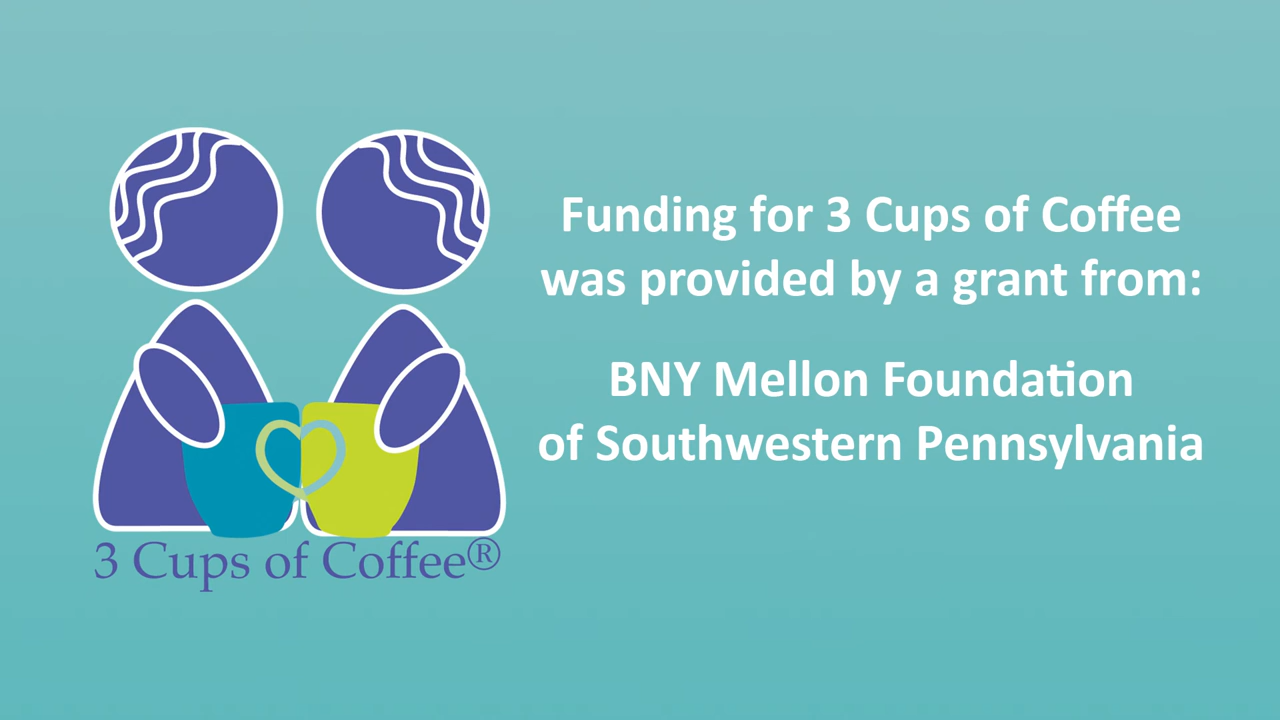 Funding for 3 Cups of Coffee
was provided by a grant from:
BNY Mellon Foundation
of Southwestern Pennsylvania
3 Cups of Coffee®